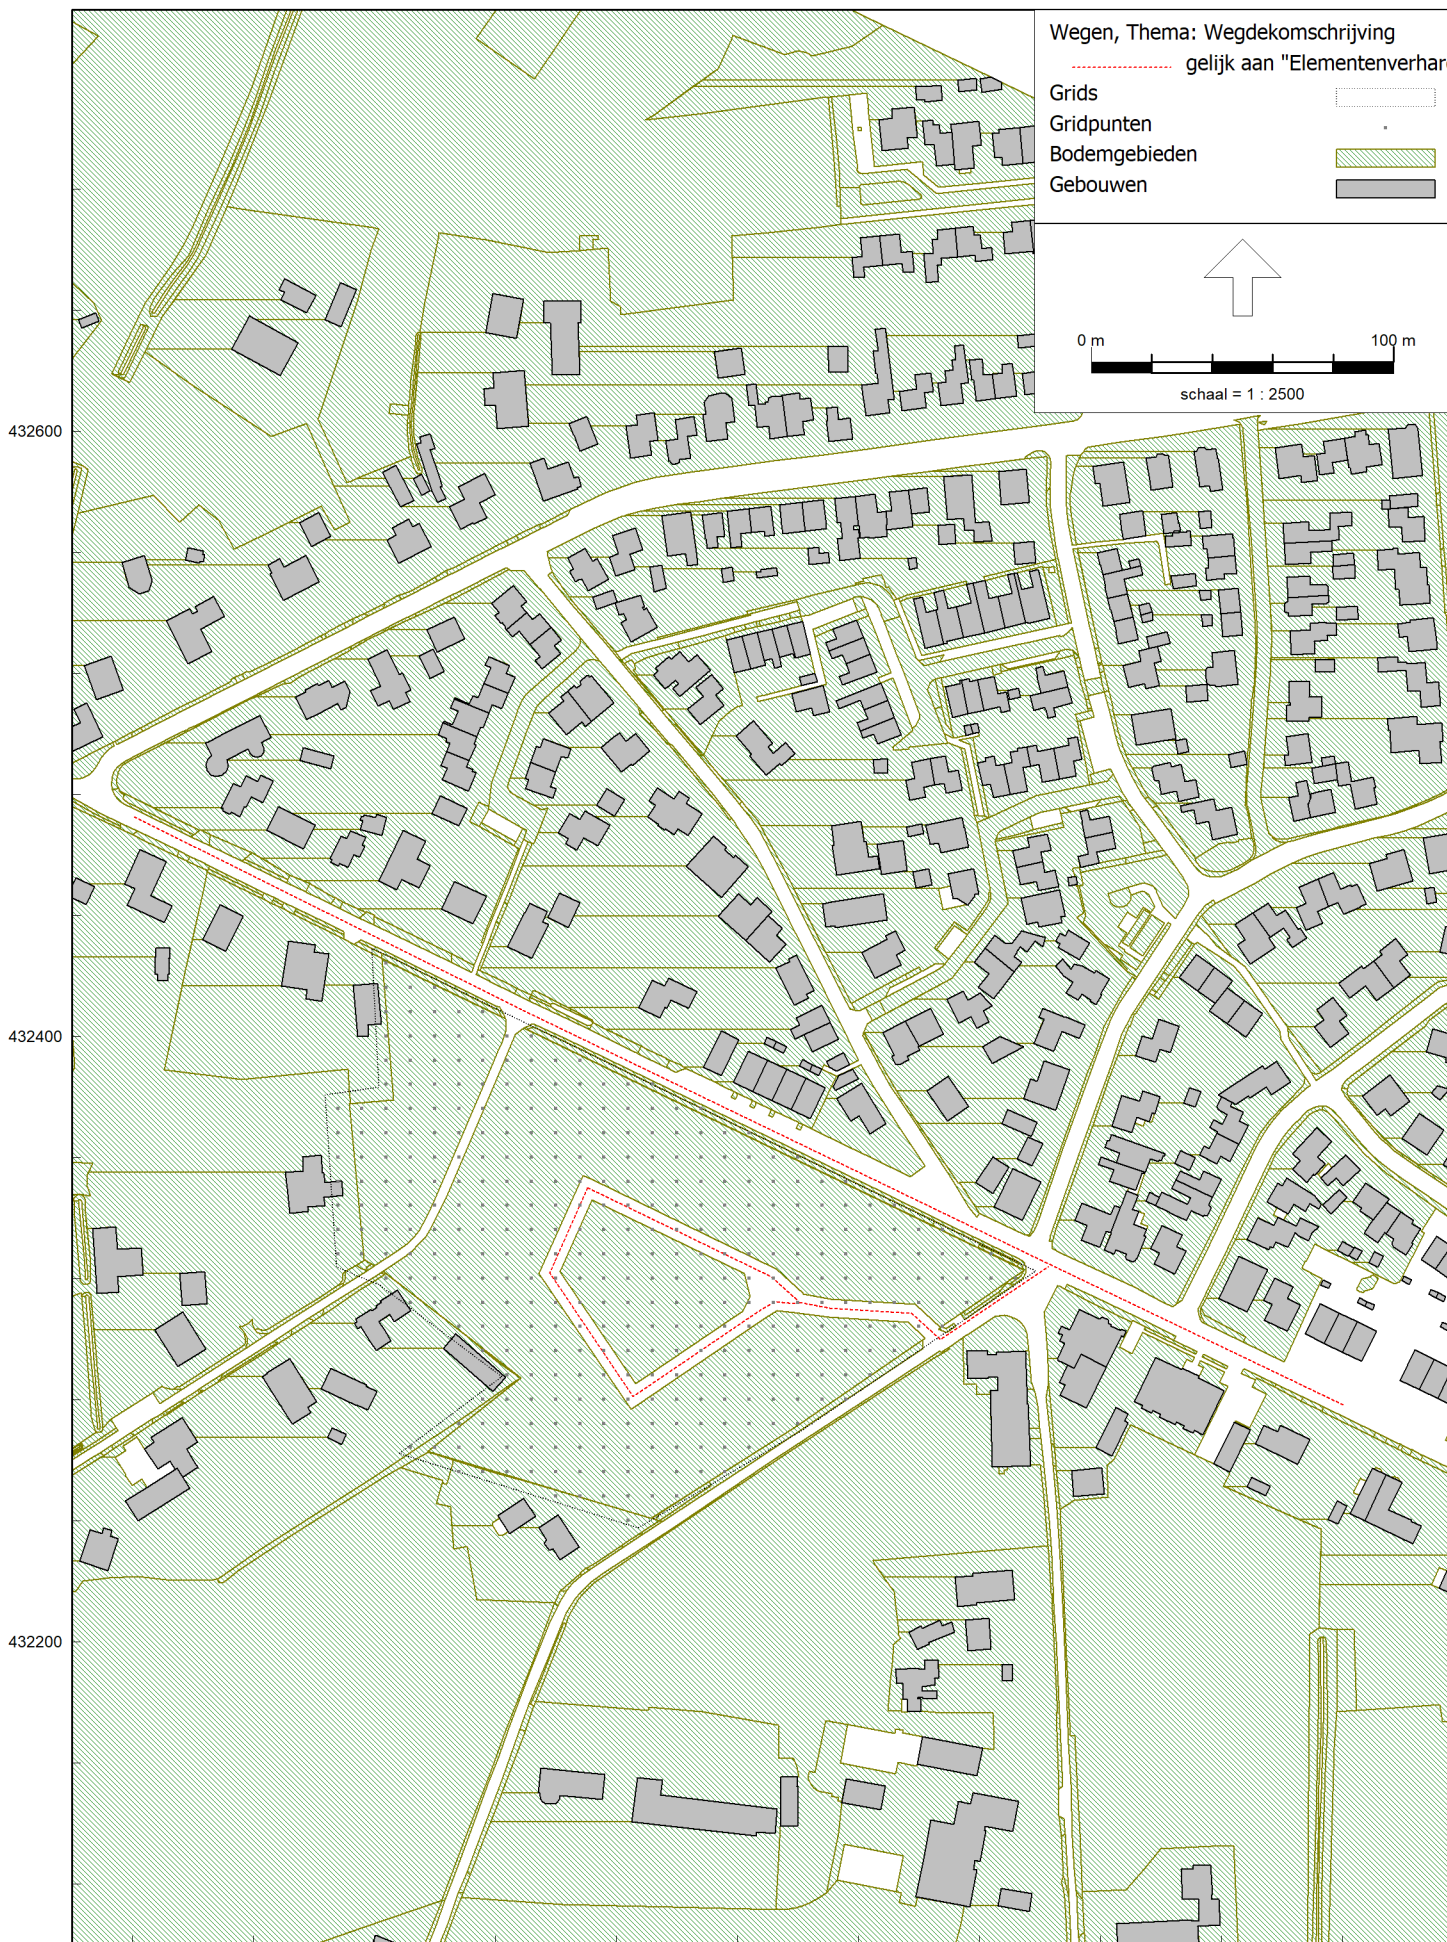 Wegen, Thema: Wegdekomschrijving
gelijk aan "Elementenverhar
Grids
Gridpunten
Bodemgebieden
Gebouwen
0 m 100 m
schaal = 1 : 2500
432600
432400
432200